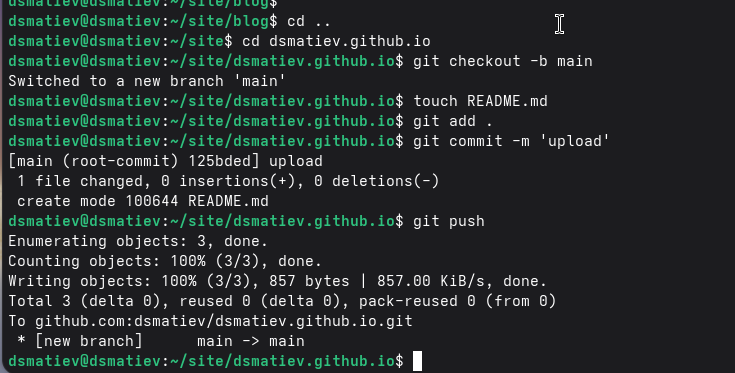 dsmatiev@dsmatiev:~/site/blog$
dsmatiev@dsmatiev:~/site/blog$ cd ..
dsmatiev@dsmatiev:~/site$ cd dsmatiev.github.io
dsmatiev@dsmatiev:~/site/dsmatiev.github.io$ git checkout -b main
Switched to a new branch 'main'
dsmatiev@dsmatiev:~/site/dsmatiev.github.io$ touch README.md
dsmatiev@dsmatiev:~/site/dsmatiev.github.io$ git add .
dsmatiev@dsmatiev:~/site/dsmatiev.github.io$ git commit -m 'upload'
[main (root-commit) 125bded] upload
 1 file changed, 0 insertions(+), 0 deletions(-)
 create mode 100644 README.md
dsmatiev@dsmatiev:~/site/dsmatiev.github.io$ git push
Enumerating objects: 3, done.
Counting objects: 100% (3/3), done.
Writing objects: 100% (3/3), 857 bytes | 857.00 KiB/s, done.
Total 3 (delta 0), reused 0 (delta 0), pack-reused 0 (from 0)
To github.com:dsmatiev/dsmatiev.github.io.git
 * [new branch]      main -> main
dsmatiev@dsmatiev:~/site/dsmatiev.github.io$